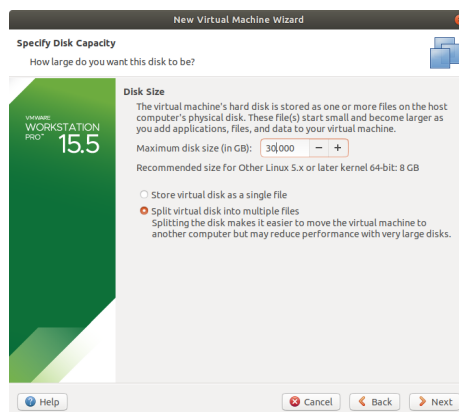 New Virtual Machine Wizard
Specify Disk Capacity
How large do you want this disk to be?
VMWARE
WORKSTATION
PRO™ 15.5
Disk Size
The virtual machine's hard disk is stored as one or more files on the host
computer's physical disk. These file(s) start small and become larger as
you add applications, files, and data to your virtual machine.
Maximum disk size (in GB): 30,000 − +
Recommended size for Other Linux 5.x or later kernel 64-bit: 8 GB
Store virtual disk as a single file
Split virtual disk into multiple files
Splitting the disk makes it easier to move the virtual machine to
another computer but may reduce performance with very large disks.
Help Cancel Back Next